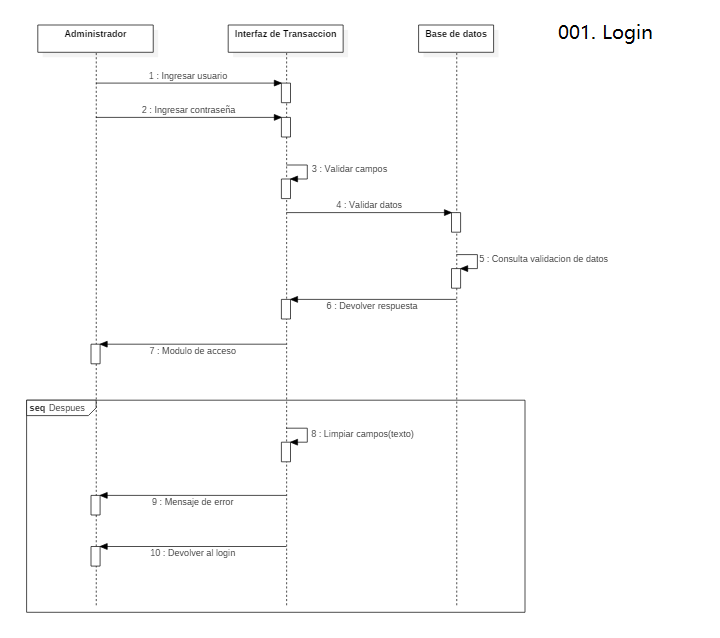 001. Login
Administrador
Interfaz de Transaccion
Base de datos
1 : Ingresar usuario
2 : Ingresar contraseña
3 : Validar campos
4 : Validar datos
5 : Consulta validacion de datos
6 : Devolver respuesta
7 : Modulo de acceso
seq Despues
8 : Limpiar campos(texto)
9 : Mensaje de error
10 : Devolver al login